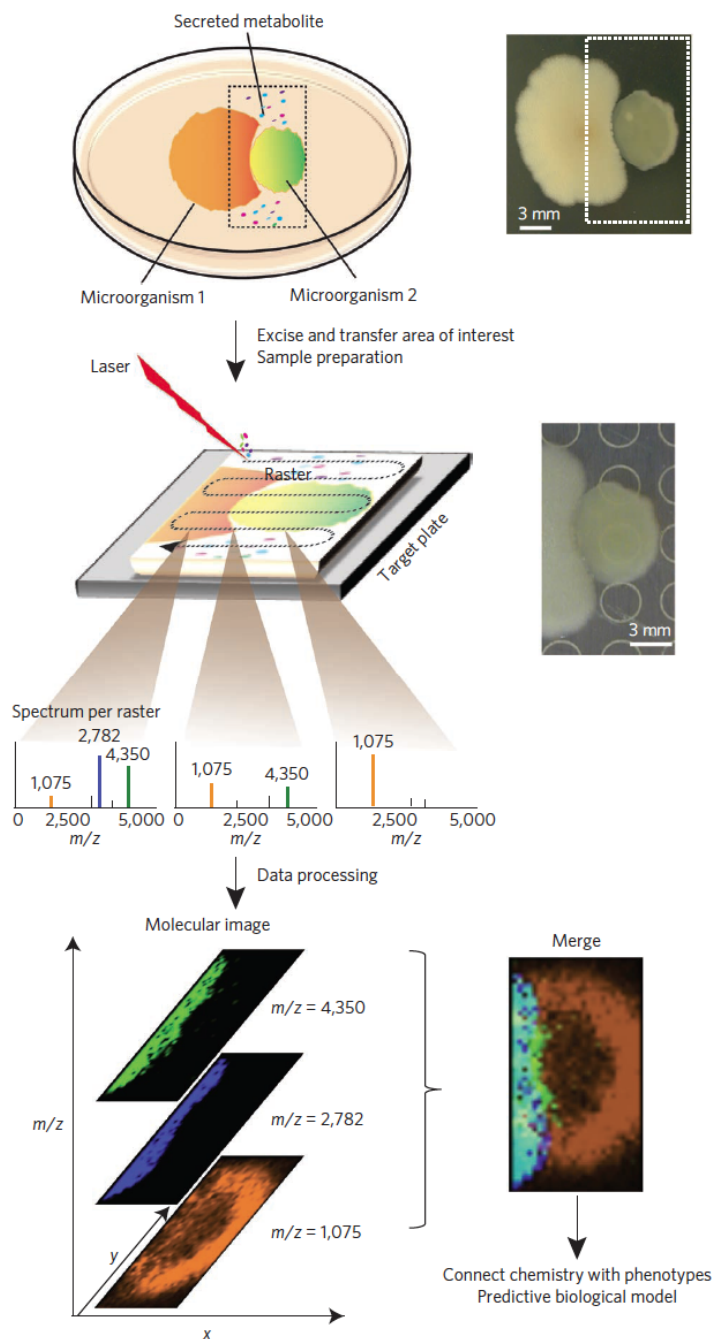 Secreted metabolite
3 mm
Microorganism 1
Microorganism 2
Excise and transfer area of interest
Sample preparation
Laser
Raster
Target plate
3 mm
Spectrum per raster
2,782
4,350
1,075
0 2,500 5,000
m/z
1,075
4,350
0 2,500 5,000
m/z
1,075
0 2,500 5,000
m/z
Data processing
Molecular image
Merge
m/z = 4,350
m/z
m/z = 2,782
m/z = 1,075
y
x
Connect chemistry with phenotypes
Predictive biological model